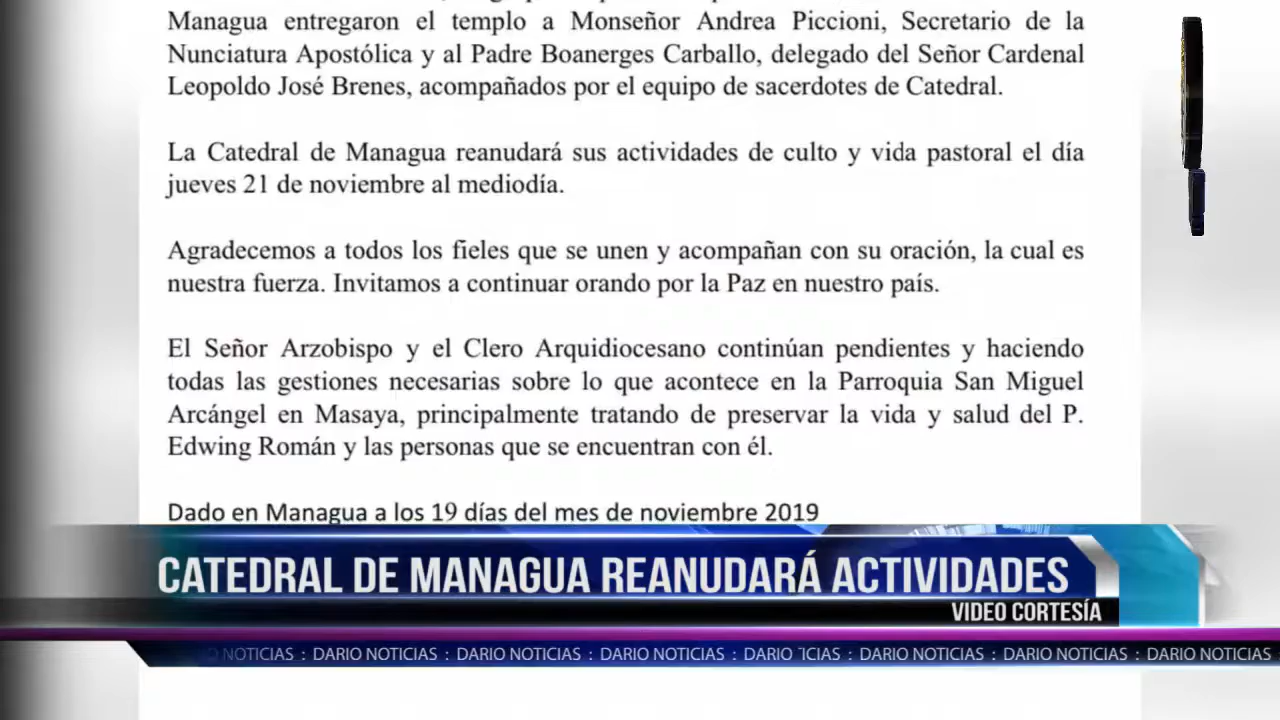 Managua entregaron el templo a Monseñor Andrea Piccioni, Secretario de la
Nunciatura Apostólica y al Padre Boanerges Carballo, delegado del Señor Cardenal
Leopoldo José Brenes, acompañados por el equipo de sacerdotes de Catedral.
La Catedral de Managua reanudará sus actividades de culto y vida pastoral el día
jueves 21 de noviembre al mediodía.
Agradecemos a todos los fieles que se unen y acompañan con su oración, la cual es
nuestra fuerza. Invitamos a continuar orando por la Paz en nuestro país.
El Señor Arzobispo y el Clero Arquidiocesano continúan pendientes y haciendo
todas las gestiones necesarias sobre lo que acontece en la Parroquia San Miguel
Arcángel en Masaya, principalmente tratando de preservar la vida y salud del P.
Edwing Román y las personas que se encuentran con él.
Dado en Managua a los 19 días del mes de noviembre 2019
CATEDRAL DE MANAGUA REANUDARÁ ACTIVIDADES
VIDEO CORTESÍA
NOTICIAS : DARIO NOTICIAS : DARIO NOTICIAS : DARIO NOTICIAS : DARIO : DARIO NOTICIAS : DARIO NOTICIAS : DARIO NOTICIAS